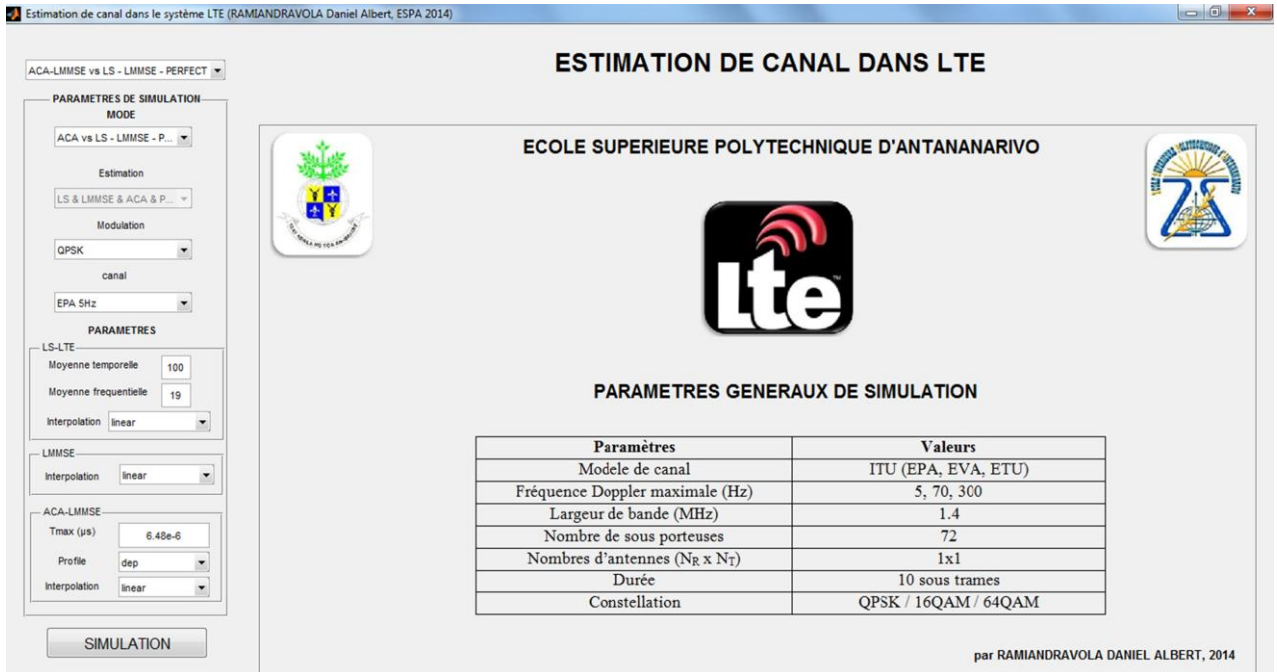 Estimation de canal dans le système LTE (RAMIANDRAVOLA Daniel Albert, ESPA 2014)
ESTIMATION DE CANAL DANS LTE
ACA-LMMSE vs LS - LMMSE - PERFECT
PARAMETRES DE SIMULATION
MODE
ACA vs LS - LMMSE - P...
Estimation
LS & LMMSE & ACA & P...
Modulation
QPSK
canal
EPA 5Hz
PARAMETRES
LS-LTE
Moyenne temporelle 100
Moyenne frequentielle 19
Interpolation linear
LMMSE
Interpolation linear
ACA-LMMSE
Tmax (µs) 6.48e-6
Profile dep
Interpolation linear
SIMULATION
ECOLE SUPERIEURE POLYTECHNIQUE D'ANTANANARIVO
Lte
TM
PARAMETRES GENERAUX DE SIMULATION
Paramètres Valeurs
Modele de canal ITU (EPA, EVA, ETU)
Fréquence Doppler maximale (Hz) 5, 70, 300
Largeur de bande (MHz) 1.4
Nombre de sous porteuses 72
Nombres d'antennes (NR x NT) 1x1
Durée 10 sous trames
Constellation QPSK / 16QAM / 64QAM
par RAMIANDRAVOLA DANIEL ALBERT, 2014